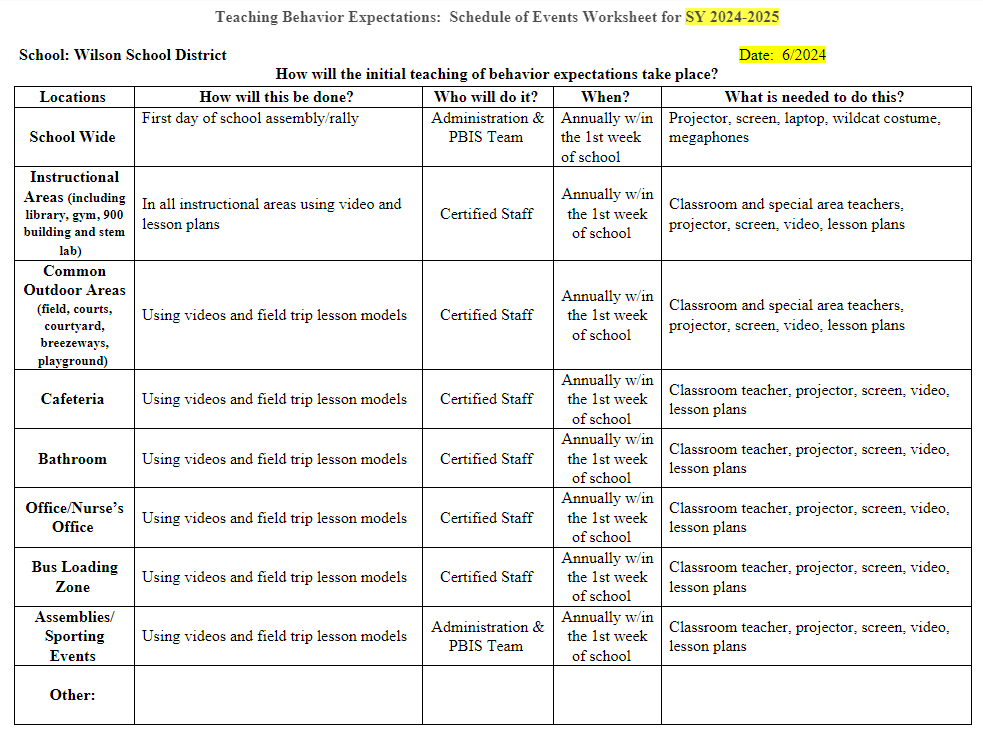 Teaching Behavior Expectations: Schedule of Events Worksheet for SY 2024-2025
School: Wilson School District
Date: 6/2024
How will the initial teaching of behavior expectations take place?
Locations
How will this be done?
Who will do it?
When?
What is needed to do this?
School Wide
First day of school assembly/rally
Administration &
PBIS Team
Annually w/in
the 1st week
of school
Projector, screen, laptop, wildcat costume,
megaphones
Instructional
Areas (including
library, gym, 900
building and stem
lab)
In all instructional areas using video and
lesson plans
Certified Staff
Annually w/in
the 1st week
of school
Classroom and special area teachers,
projector, screen, video, lesson plans
Common
Outdoor Areas
(field, courts,
courtyard,
breezeways,
playground)
Using videos and field trip lesson models
Certified Staff
Annually w/in
the 1st week
of school
Classroom and special area teachers,
projector, screen, video, lesson plans
Cafeteria
Using videos and field trip lesson models
Certified Staff
Annually w/in
the 1st week
of school
Classroom teacher, projector, screen, video,
lesson plans
Bathroom
Using videos and field trip lesson models
Certified Staff
Annually w/in
the 1st week
of school
Classroom teacher, projector, screen, video,
lesson plans
Office/Nurse's
Office
Using videos and field trip lesson models
Certified Staff
Annually w/in
the 1st week
of school
Classroom teacher, projector, screen, video,
lesson plans
Bus Loading
Zone
Using videos and field trip lesson models
Certified Staff
Annually w/in
the 1st week
of school
Classroom teacher, projector, screen, video,
lesson plans
Assemblies/
Sporting
Events
Using videos and field trip lesson models
Administration &
PBIS Team
Annually w/in
the 1st week
of school
Classroom teacher, projector, screen, video,
lesson plans
Other: